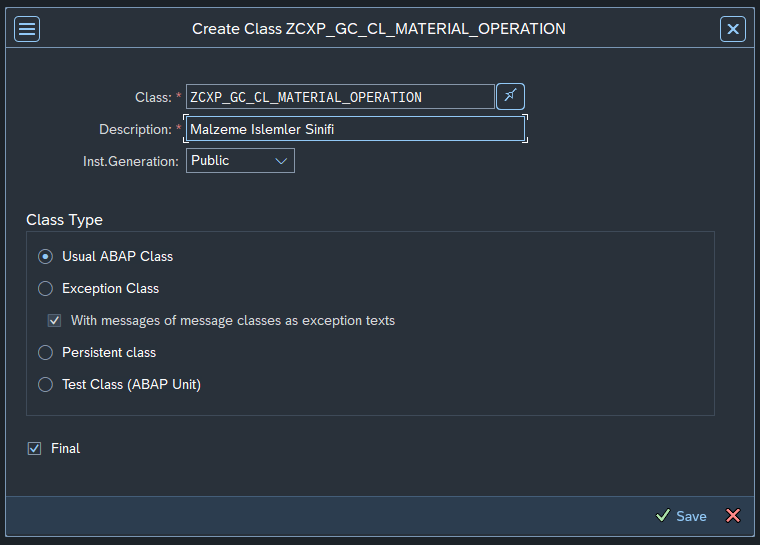 Create Class ZCXP_GC_CL_MATERIAL_OPERATION
Class: * ZCXP_GC_CL_MATERIAL_OPERATION
Description: * Malzeme Islemler Sinifi
Inst.Generation: Public
Class Type
Usual ABAP Class
Exception Class
With messages of message classes as exception texts
Persistent class
Test Class (ABAP Unit)
Final
Save